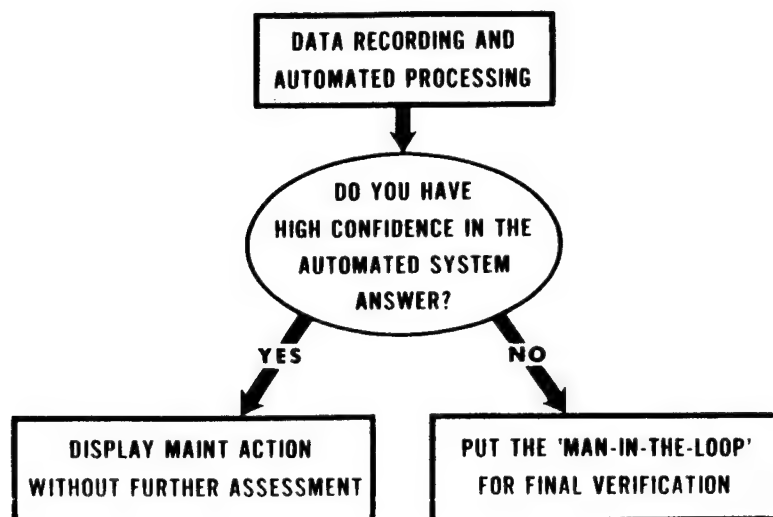 DATA RECORDING AND
AUTOMATED PROCESSING
DO YOU HAVE
HIGH CONFIDENCE IN THE
AUTOMATED SYSTEM
ANSWER?
YES
NO
DISPLAY MAINT ACTION
WITHOUT FURTHER ASSESSMENT
PUT THE 'MAN-IN-THE-LOOP'
FOR FINAL VERIFICATION